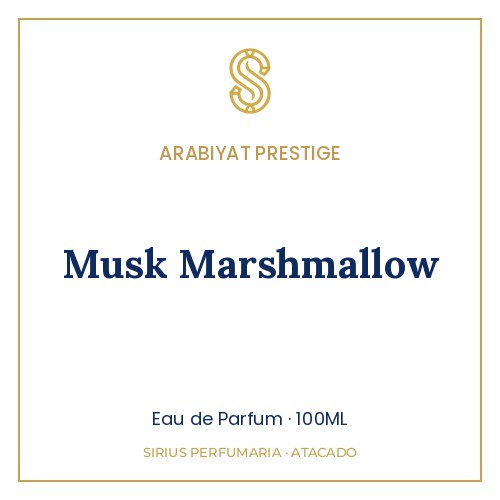 ARABIYAT PRESTIGE
Musk Marshmallow
Eau de Parfum · 100ML
SIRIUS PERFUMARIA · ATACADO